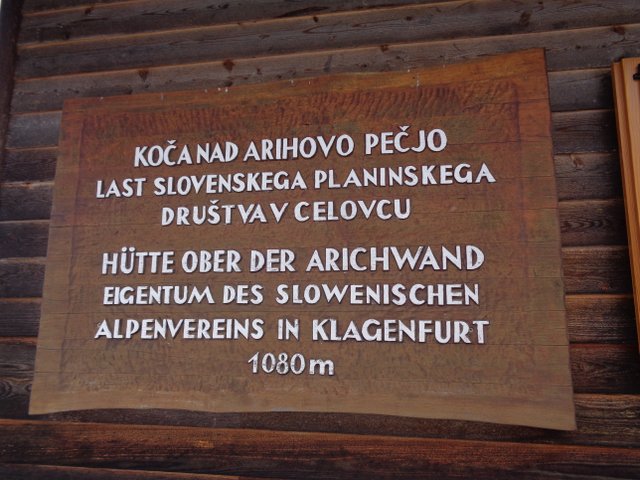 KOČA NAD ARIHOVO PEČJO
LAST SLOVENSKEGA PLANINSKEGA
DRUŠTVA V CELOVCU
HÜTTE OBER DER ARICHWAND
EIGENTUM DES SLOWENISCHEN
ALPENVEREINS IN KLAGENFURT
1080m